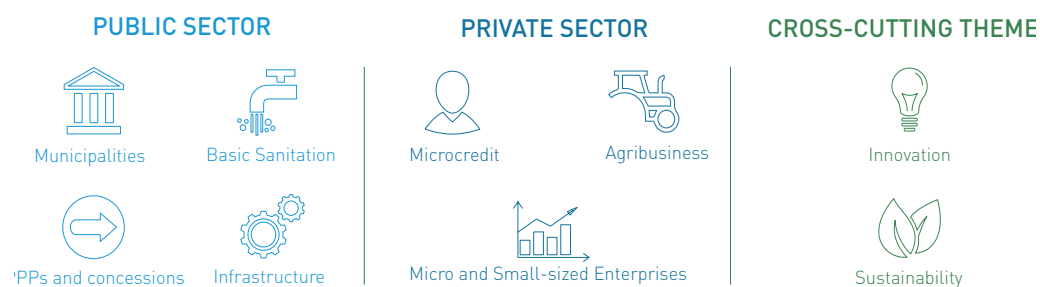 PUBLIC SECTOR
Municipalities
Basic Sanitation
PPPs and concessions
Infrastructure
PRIVATE SECTOR
Microcredit
Agribusiness
Micro and Small-sized Enterprises
CROSS-CUTTING THEME
Innovation
Sustainability